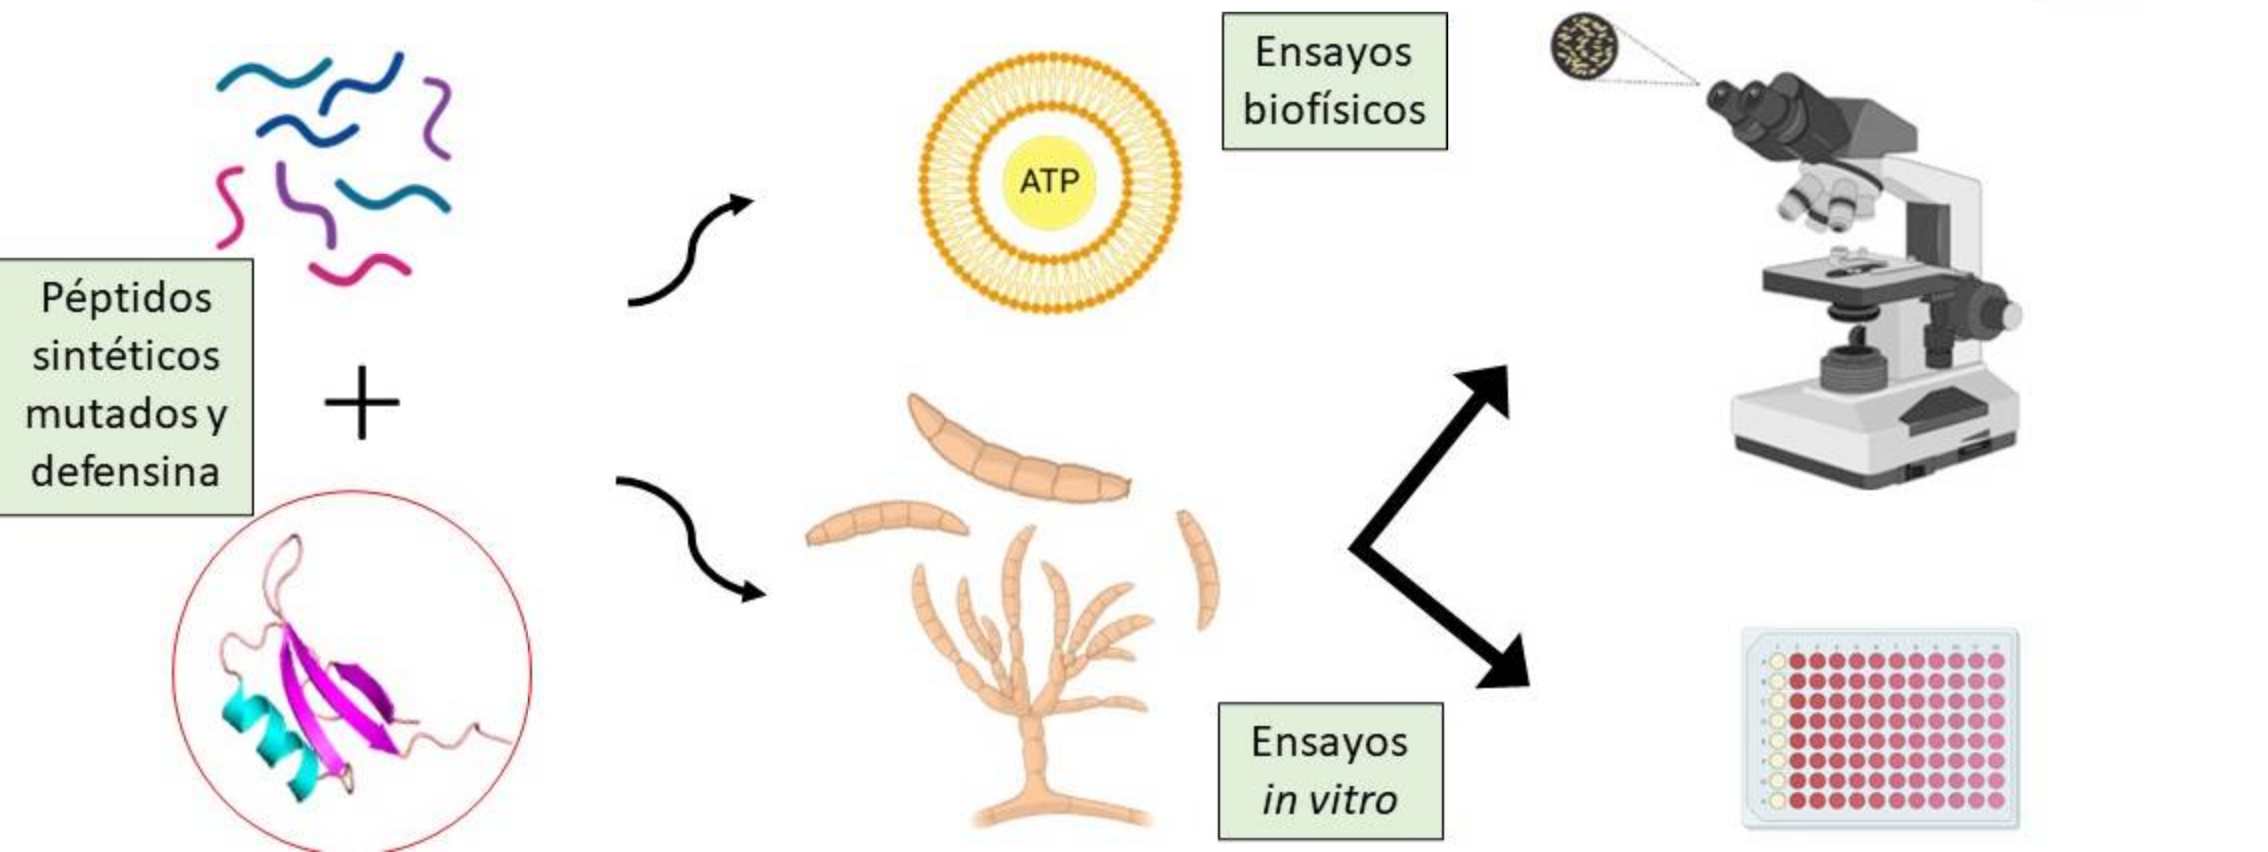 Péptidos
sintéticos
mutados y
defensina
ATP
Ensayos
biofísicos
Ensayos
in vitro